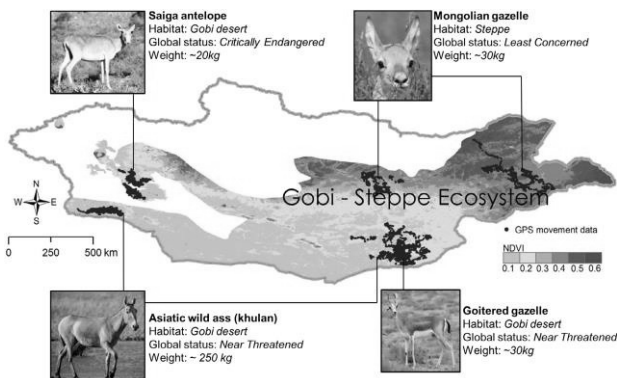 Saiga antelope
Habitat: Gobi desert
Global status: Critically Endangered
Weight: ~20kg
Mongolian gazelle
Habitat: Steppe
Global status: Least Concerned
Weight: ~30kg
Gobi - Steppe Ecosystem
N
W E
S
0 250 500 km
GPS movement data
NDVI
0.1 0.2 0.3 0.4 0.5 0.6
Asiatic wild ass (khulan)
Habitat: Gobi desert
Global status: Near Threatened
Weight: ~ 250 kg
Goitered gazelle
Habitat: Gobi desert
Global status: Near Threatened
Weight: ~30kg